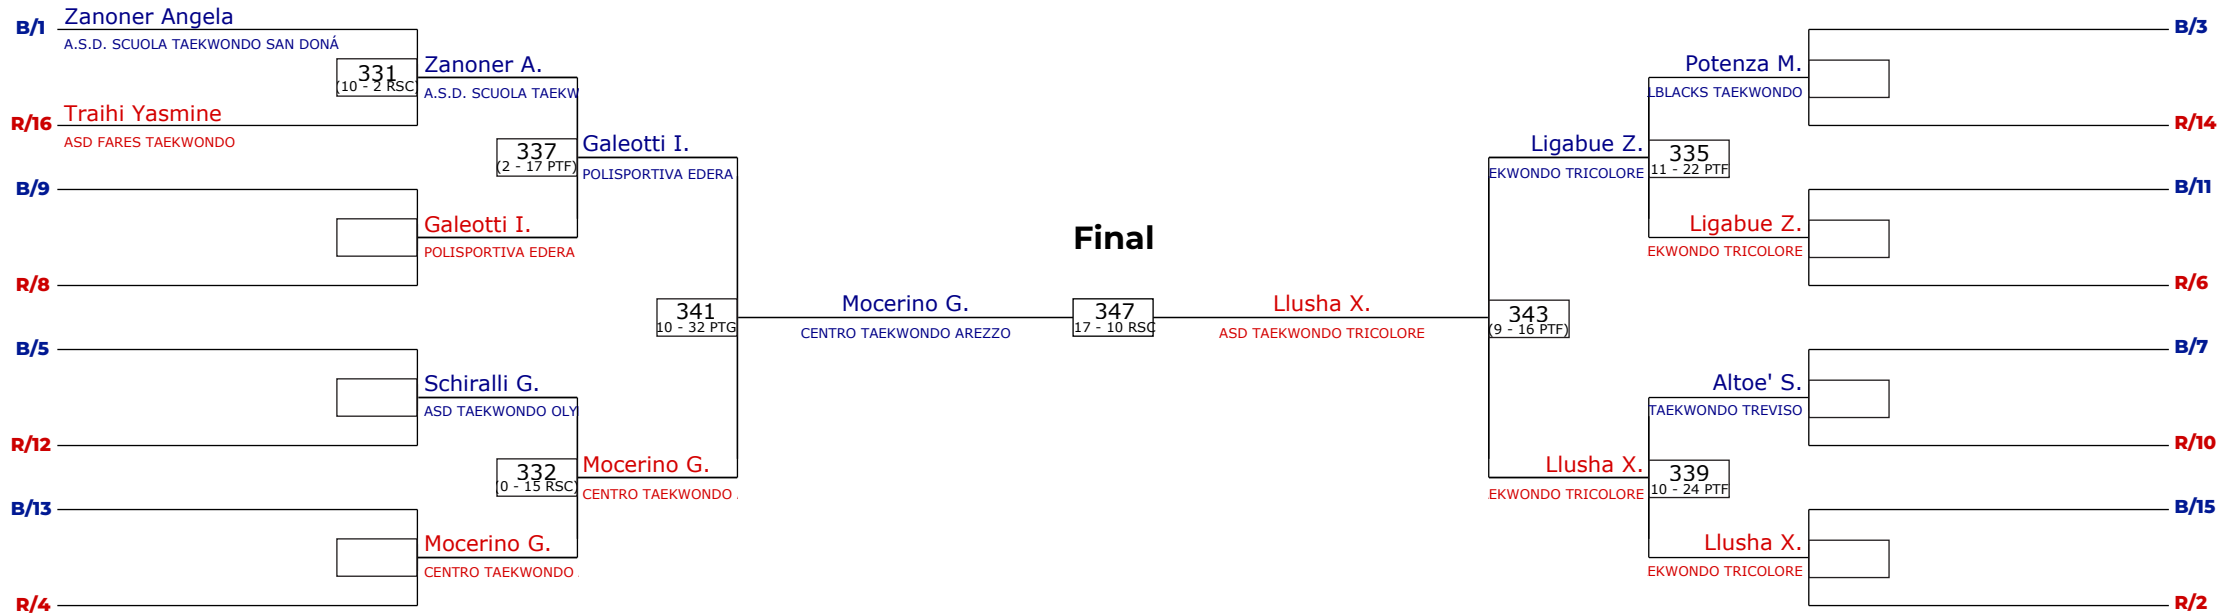 B/1
Zanoner Angela
A.S.D. SCUOLA TAEKWONDO SAN DONÁ
331
(10 - 2 RSC)
Zanoner A.
A.S.D. SCUOLA TAEKW
R/16
Traihi Yasmine
ASD FARES TAEKWONDO
337
(2 - 17 PTF)
Galeotti I.
POLISPORTIVA EDERA
B/9
Galeotti I.
POLISPORTIVA EDERA
R/8
341
10 - 32 PTG
Mocerino G.
CENTRO TAEKWONDO AREZZO
B/5
Schiralli G.
ASD TAEKWONDO OLY
R/12
332
(0 - 15 RSC)
Mocerino G.
CENTRO TAEKWONDO
B/13
Mocerino G.
CENTRO TAEKWONDO
R/4
Final
347
17 - 10 RSC
Llusha X.
ASD TAEKWONDO TRICOLORE
343
(9 - 16 PTF)
Ligabue Z.
EKWONDO TRICOLORE
335
11 - 22 PTF
Potenza M.
LBLACKS TAEKWONDO
B/3
R/14
Ligabue Z.
EKWONDO TRICOLORE
B/11
R/6
Llusha X.
EKWONDO TRICOLORE
339
10 - 24 PTF
Altoe' S.
TAEKWONDO TREVISO
B/7
R/10
Llusha X.
EKWONDO TRICOLORE
B/15
R/2